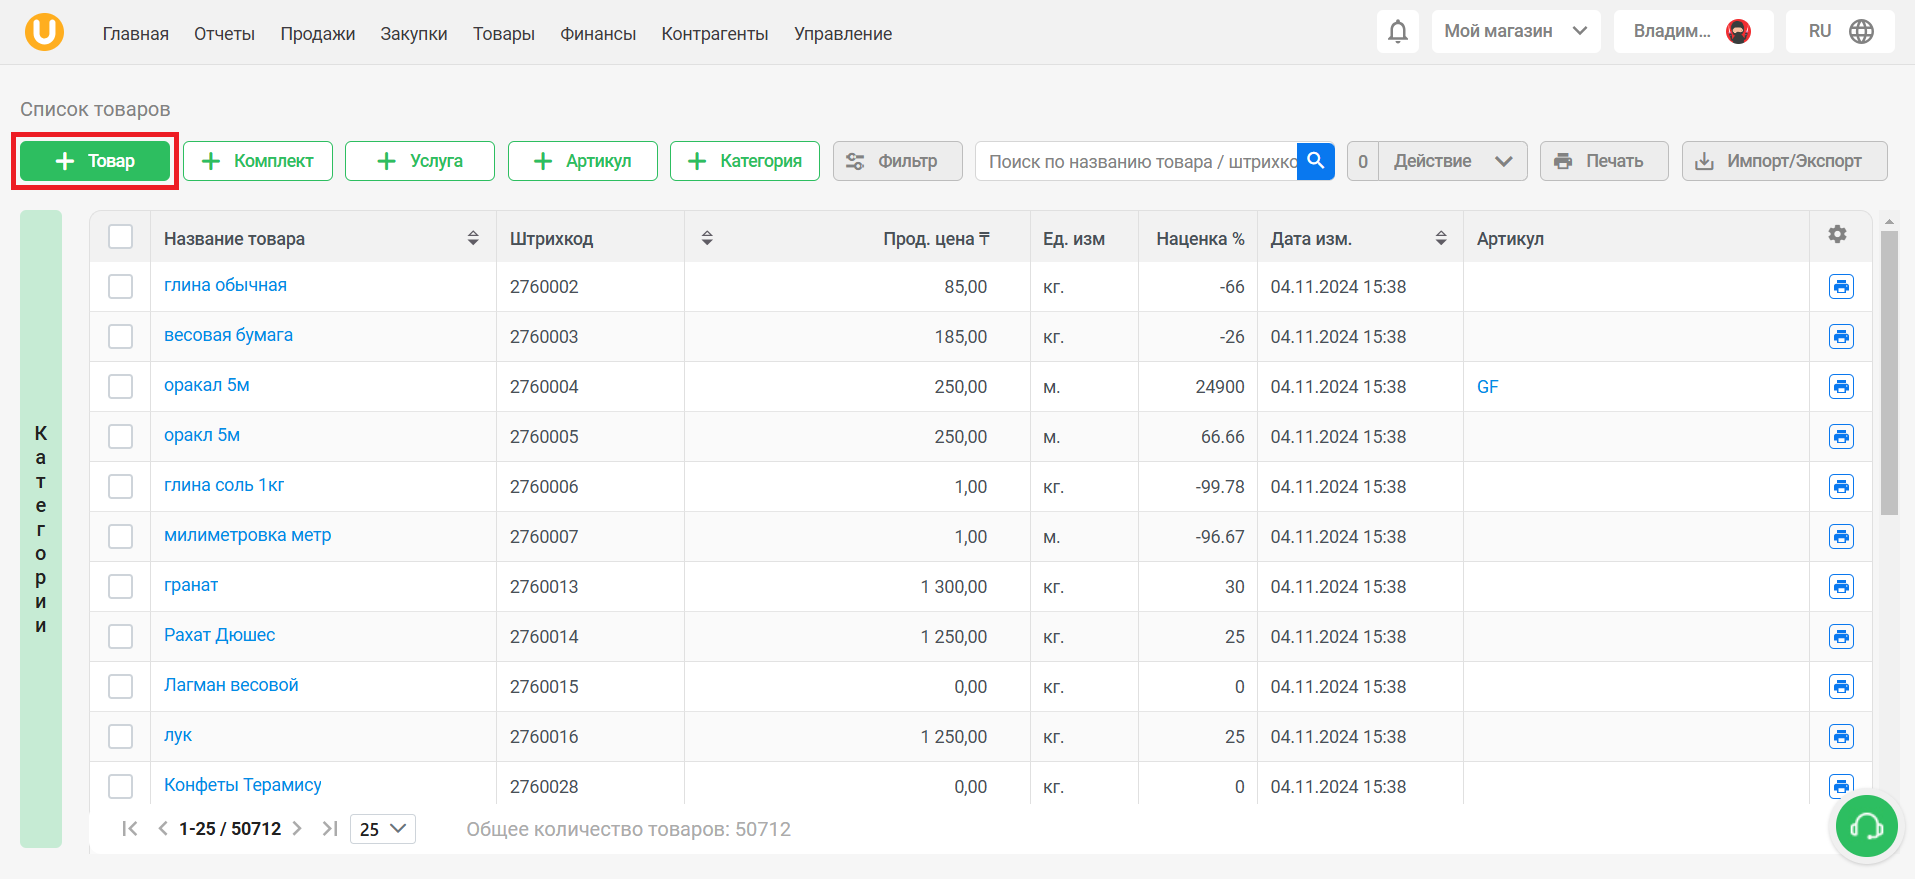 Главная Отчеты Продажи Закупки Товары Финансы Контрагенты Управление Мой магазин Владим... RU
Список товаров
Товар Комплект Услуга Артикул Категория Фильтр Поиск по названию товара / штрихко 0 Действие Печать Импорт/Экспорт
Категории
Название товара Штрихкод Прод. цена ₸ Ед. изм Наценка % Дата изм. Артикул
глина обычная 2760002 85,00 кг. -66 04.11.2024 15:38
весовая бумага 2760003 185,00 кг. -26 04.11.2024 15:38
оракал 5м 2760004 250,00 м. 24900 04.11.2024 15:38 GF
оракл 5м 2760005 250,00 м. 66.66 04.11.2024 15:38
глина соль 1кг 2760006 1,00 кг. -99.78 04.11.2024 15:38
милиметровка метр 2760007 1,00 м. -96.67 04.11.2024 15:38
гранат 2760013 1 300,00 кг. 30 04.11.2024 15:38
Рахат Дюшес 2760014 1 250,00 кг. 25 04.11.2024 15:38
Лагман весовой 2760015 0,00 кг. 0 04.11.2024 15:38
лук 2760016 1 250,00 кг. 25 04.11.2024 15:38
Конфеты Терамису 2760028 0,00 кг. 0 04.11.2024 15:38
1-25 / 50712 25 Общее количество товаров: 50712